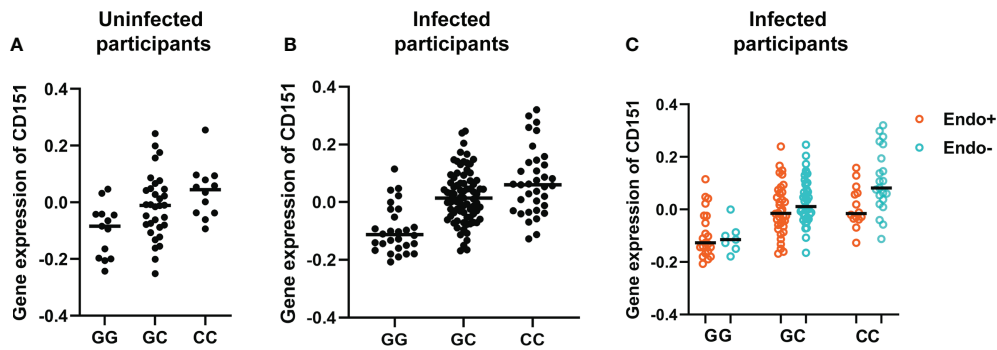 A
Uninfected
participants
Gene expression of CD151
0.4
0.2
0.0
-0.2
-0.4
GG GC CC
B
Infected
participants
Gene expression of CD151
0.4
0.2
0.0
-0.2
-0.4
GG GC CC
C
Infected
participants
Gene expression of CD151
0.4
0.2
0.0
-0.2
-0.4
GG GC CC
Endo+
Endo-